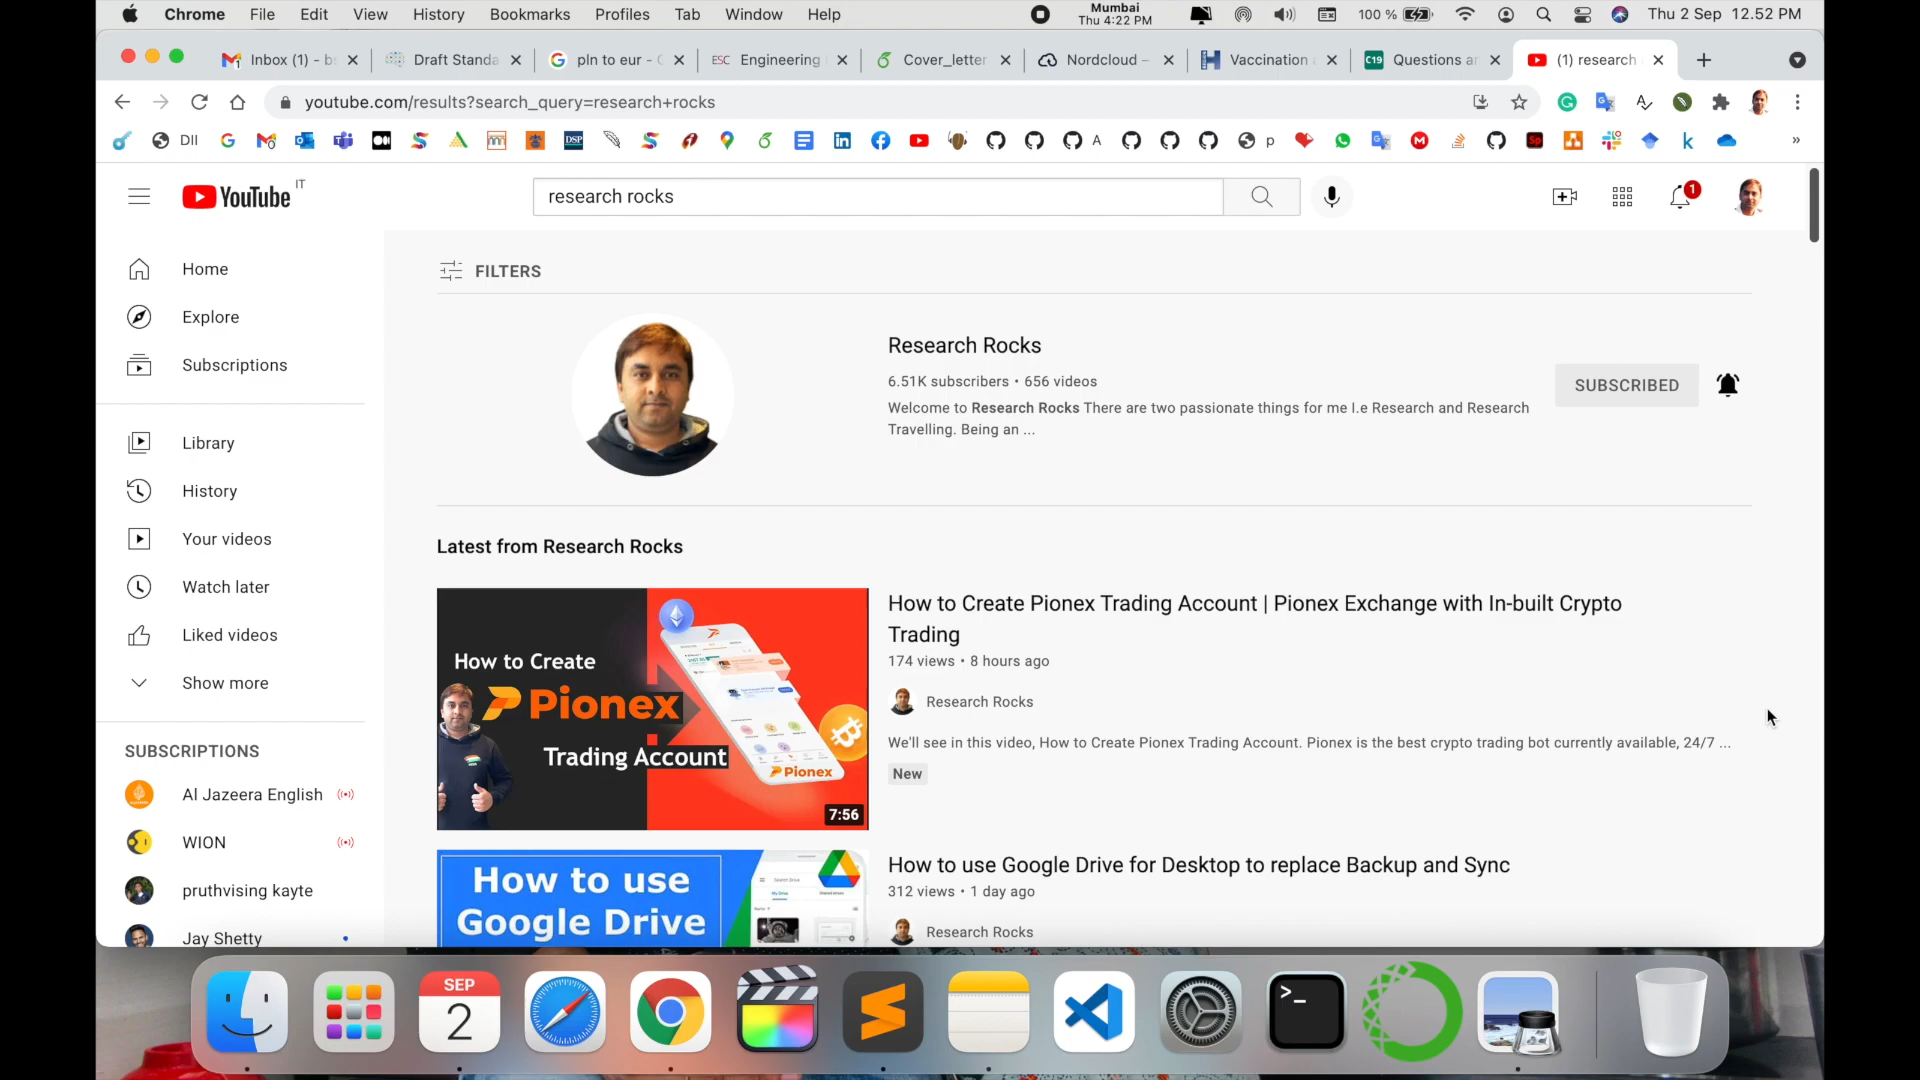 Chrome File Edit View History Bookmarks Profiles Tab Window Help
Mumbai
Thu 4:22 PM
100 %
Thu 2 Sep 12.52 PM
Inbox (1) - bs
Draft Standa
pln to eur - G
ESC Engineering
Cover_letter
Nordcloud –
Vaccination
C19 Questions an
(1) research
youtube.com/results?search_query=research+rocks
DII
DSP
A
p
Sp
k
»
YouTube IT
research rocks
1
Home
Explore
Subscriptions
Library
History
Your videos
Watch later
Liked videos
Show more
SUBSCRIPTIONS
Al Jazeera English
WION
pruthvising kayte
Jay Shetty
FILTERS
Research Rocks
6.51K subscribers • 656 videos
Welcome to Research Rocks There are two passionate things for me I.e Research and Research
Travelling. Being an ...
SUBSCRIBED
Latest from Research Rocks
How to Create
Pionex
Trading Account
Pionex
7:56
How to Create Pionex Trading Account | Pionex Exchange with In-built Crypto
Trading
174 views • 8 hours ago
Research Rocks
We'll see in this video, How to Create Pionex Trading Account. Pionex is the best crypto trading bot currently available, 24/7 ...
New
How to use
Google Drive
How to use Google Drive for Desktop to replace Backup and Sync
312 views • 1 day ago
Research Rocks
SEP
2
>_